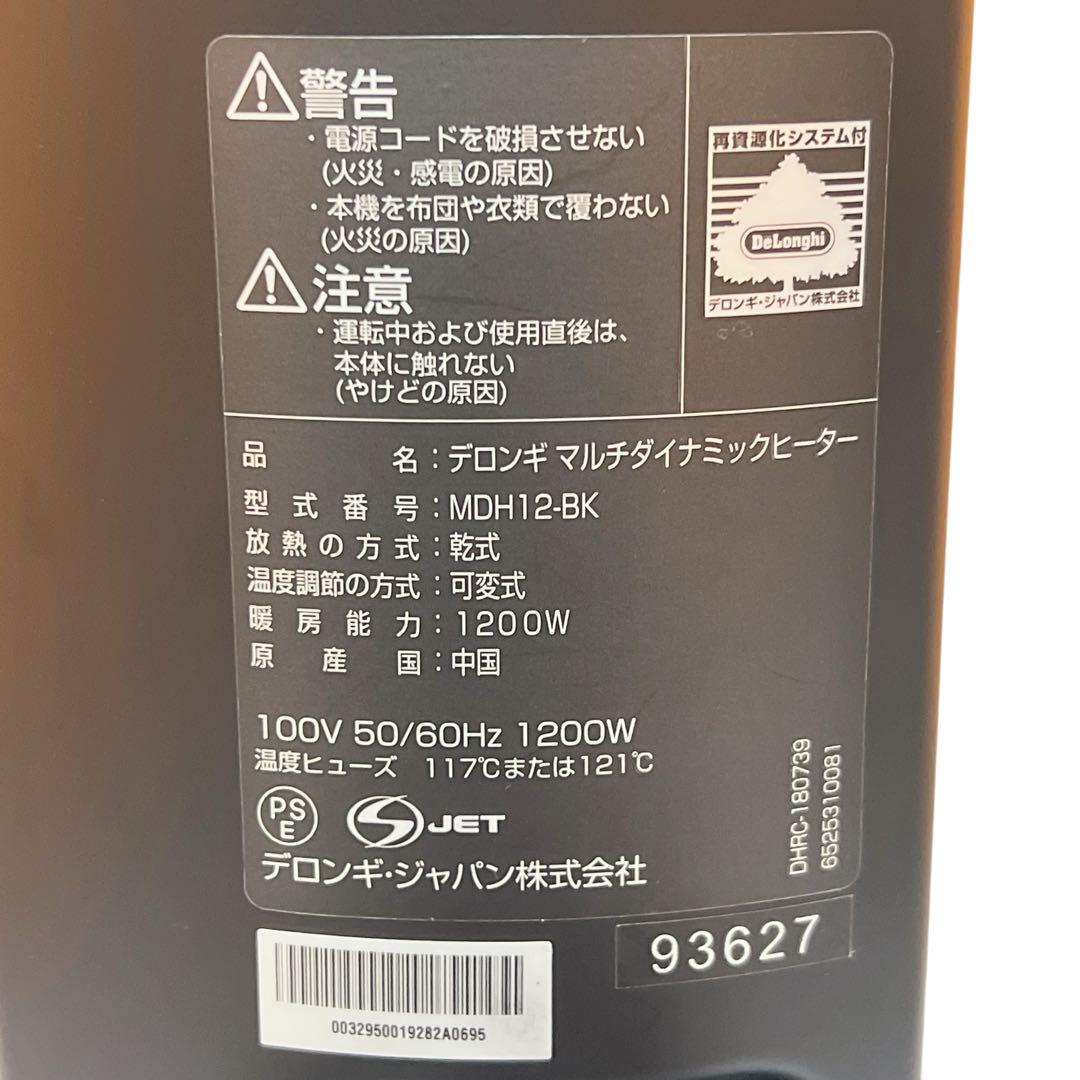 警告
・電源コードを破損させない
(火災・感電の原因)
・本機を布団や衣類で覆わない
(火災の原因)
注意
・運転中および使用直後は、
本体に触れない
(やけどの原因)
再資源化システム付
DeLonghi
デロンギ・ジャパン株式会社
品名：デロンギ マルチダイナミックヒーター
型式番号：MDH12-BK
放熱の方式：乾式
温度調節の方式：可変式
暖房能力：1200W
原産国：中国
100V 50/60Hz 1200W
温度ヒューズ 117℃または121℃
PSE
S JET
デロンギ・ジャパン株式会社
DHRC-180739
6525310081
93627
0032950019282A0695